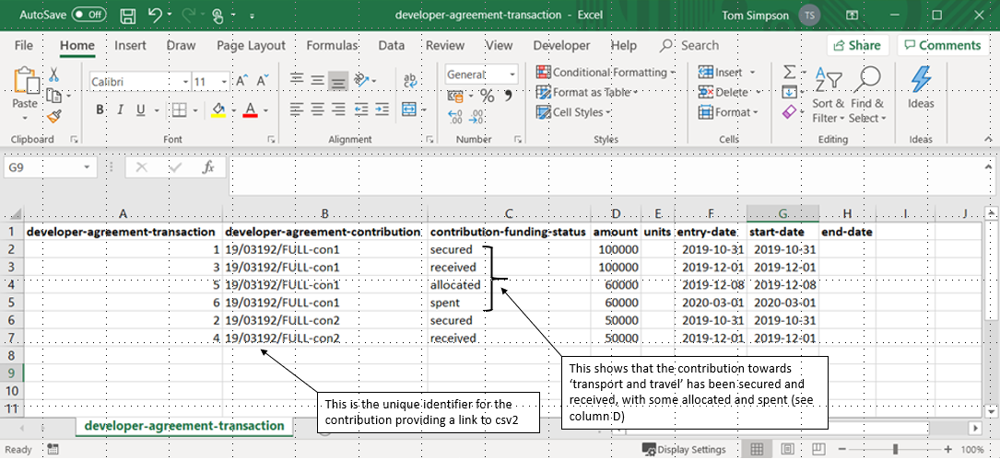 AutoSave Off developer-agreement-transaction - Excel Tom Simpson TS
File Home Insert Draw Page Layout Formulas Data Review View Developer Help Search Share Comments
Paste
Clipboard
Calibri 11
B I U
Font
Alignment
General
Number
Conditional Formatting
Format as Table
Cell Styles
Styles
Insert
Delete
Format
Cells
Sort & Filter
Find & Select
Editing
Ideas
Ideas
G9 fx
A B C D E F G H I J
1 developer-agreement-transaction developer-agreement-contribution contribution-funding-status amount units entry-date start-date end-date
2 1 19/03192/FULL-con1 secured 100000 2019-10-31 2019-10-31
3 3 19/03192/FULL-con1 received 100000 2019-12-01 2019-12-01
4 5 19/03192/FULL-con1 allocated 60000 2019-12-08 2019-12-08
5 6 19/03192/FULL-con1 spent 60000 2020-03-01 2020-03-01
6 2 19/03192/FULL-con2 secured 50000 2019-10-31 2019-10-31
7 4 19/03192/FULL-con2 received 50000 2019-12-01 2019-12-01
8
9
10
11
This shows that the contribution towards
‘transport and travel’ has been secured and
received, with some allocated and spent (see
column D)
This is the unique identifier for the
contribution providing a link to csv2
developer-agreement-transaction
Ready Display Settings 100%